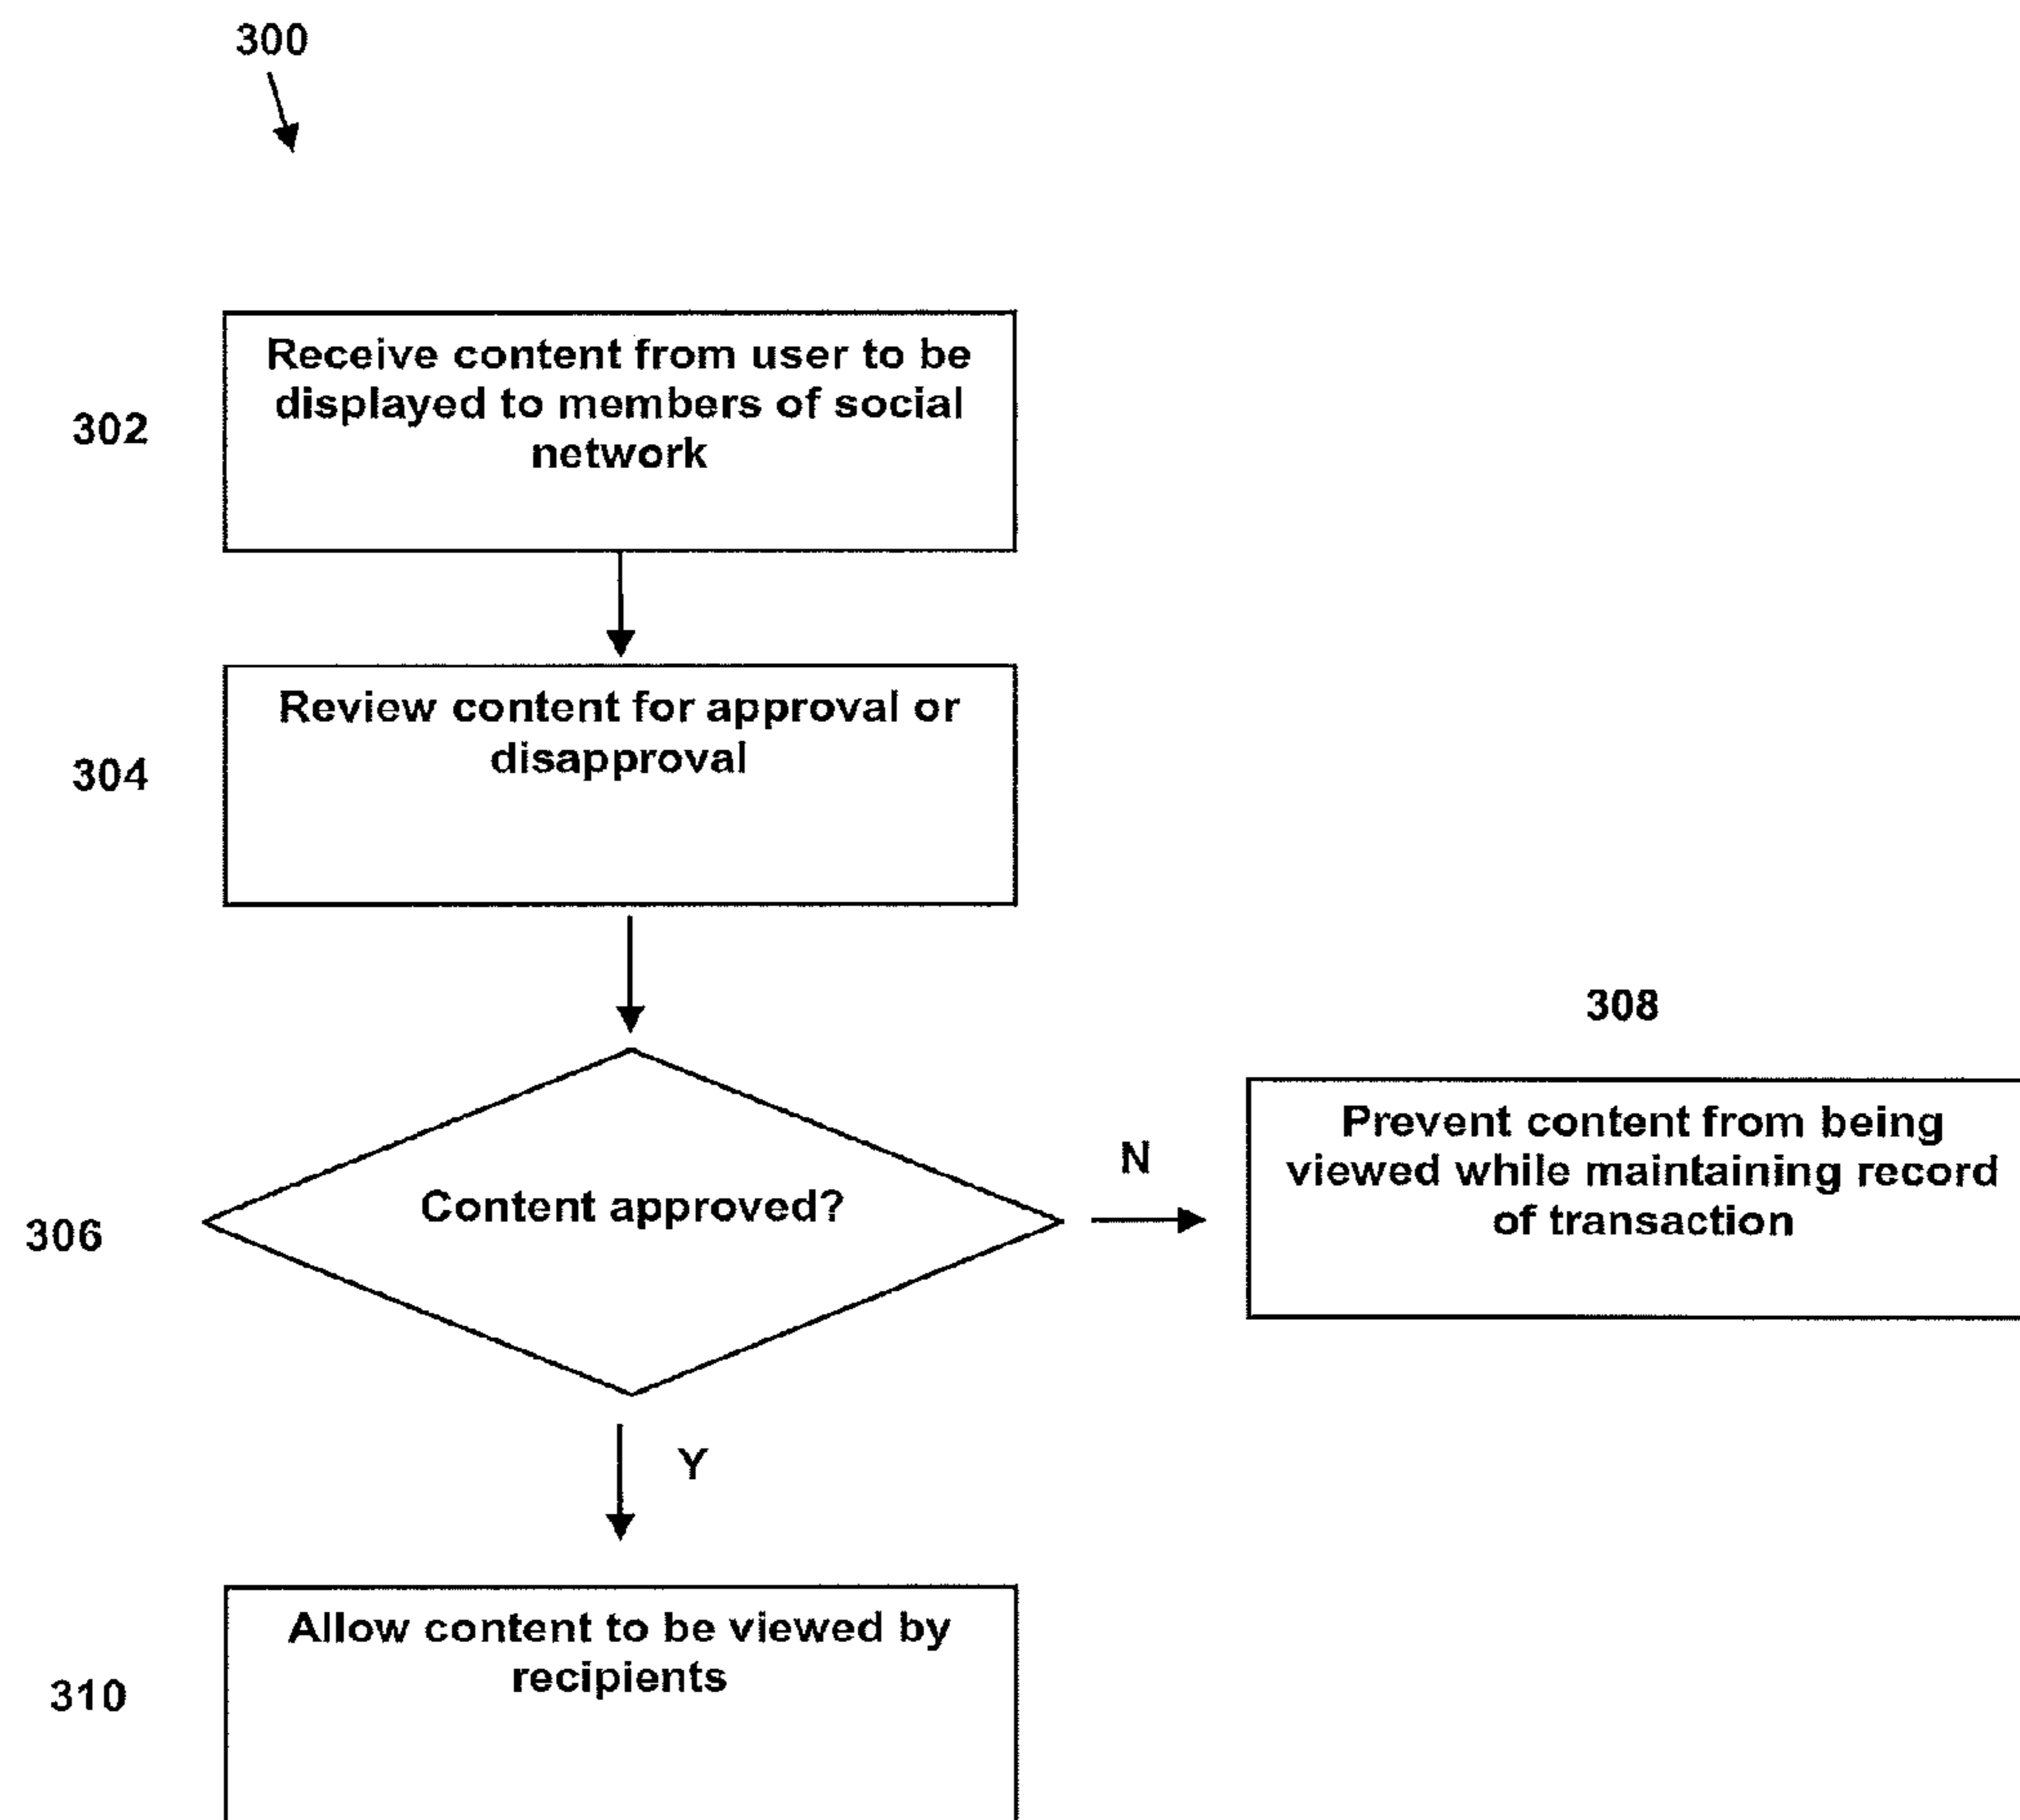 300
302
Receive content from user to be
displayed to members of social
network
304
Review content for approval or
disapproval
306
Content approved?
N
308
Prevent content from being
viewed while maintaining record
of transaction
Y
310
Allow content to be viewed by
recipients